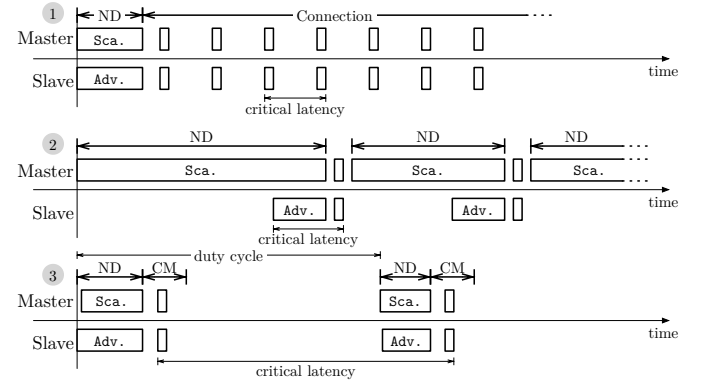 1 ND Connection
Master Sca.
time
Slave Adv.
critical latency
2 ND ND ND
Master Sca. Sca. Sca.
time
Slave Adv. Adv.
critical latency
duty cycle
3 ND CM ND CM
Master Sca. Sca.
time
Slave Adv. Adv.
critical latency